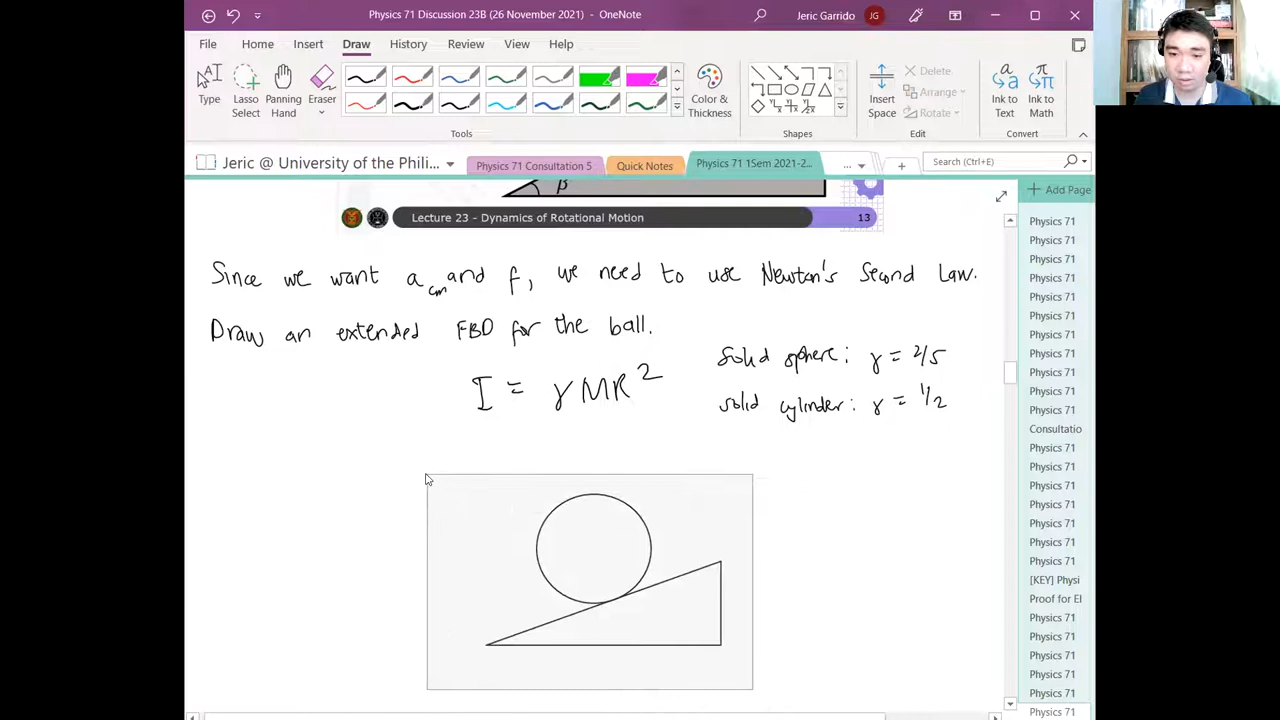 Physics 71 Discussion 23B (26 November 2021) - OneNote
Jeric Garrido
JG
File
Home
Insert
Draw
History
Review
View
Help
Type
Lasso Select
Panning Hand
Eraser
Color & Thickness
Insert Space
Delete
Arrange
Rotate
Ink to Text
Ink to Math
Tools
Shapes
Edit
Convert
Jeric @ University of the Phili...
Physics 71 Consultation 5
Quick Notes
Physics 71 1Sem 2021-2...
...
Search (Ctrl+E)
Add Page
β
Lecture 23 - Dynamics of Rotational Motion
13
Since we want a cm and f, we need to use Newton's Second Law.
Draw an extended FBD for the ball.
I = γMR²
Solid sphere: γ = 2/5
solid cylinder: γ = 1/2
Physics 71
Physics 71
Physics 71
Physics 71
Physics 71
Physics 71
Physics 71
Physics 71
Physics 71
Physics 71
Physics 71
Consultatio
Physics 71
Physics 71
Physics 71
Physics 71
Physics 71
Physics 71
Physics 71
[KEY] Physi
Proof for El
Physics 71
Physics 71
Physics 71
Physics 71
Physics 71